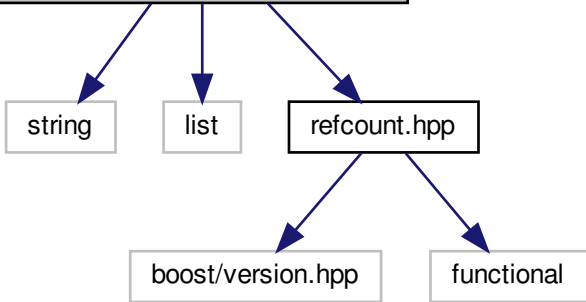 string
list
refcount.hpp
boost/version.hpp
functional